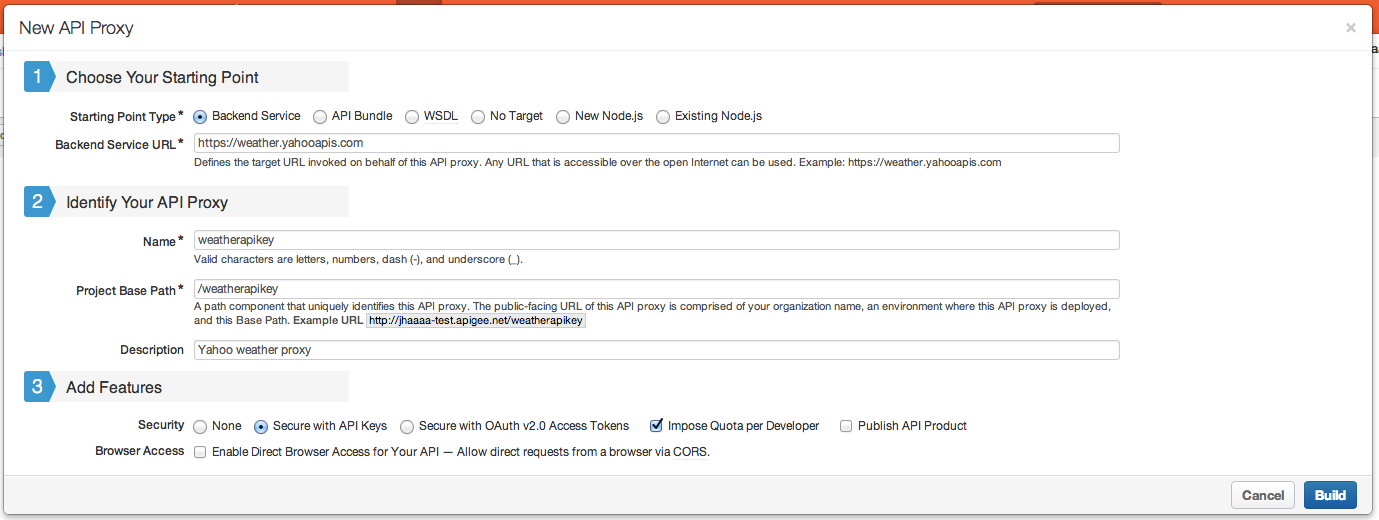 New API Proxy ×
1 Choose Your Starting Point
Starting Point Type * Backend Service API Bundle WSDL No Target New Node.js Existing Node.js
Backend Service URL * https://weather.yahooapis.com
Defines the target URL invoked on behalf of this API proxy. Any URL that is accessible over the open Internet can be used. Example: https://weather.yahooapis.com
2 Identify Your API Proxy
Name * weatherapikey
Valid characters are letters, numbers, dash (-), and underscore (_).
Project Base Path * /weatherapikey
A path component that uniquely identifies this API proxy. The public-facing URL of this API proxy is comprised of your organization name, an environment where this API proxy is deployed,
and this Base Path. Example URL http://jhaaaa-test.apigee.net/weatherapikey
Description Yahoo weather proxy
3 Add Features
Security None Secure with API Keys Secure with OAuth v2.0 Access Tokens Impose Quota per Developer Publish API Product
Browser Access Enable Direct Browser Access for Your API — Allow direct requests from a browser via CORS.
Cancel Build